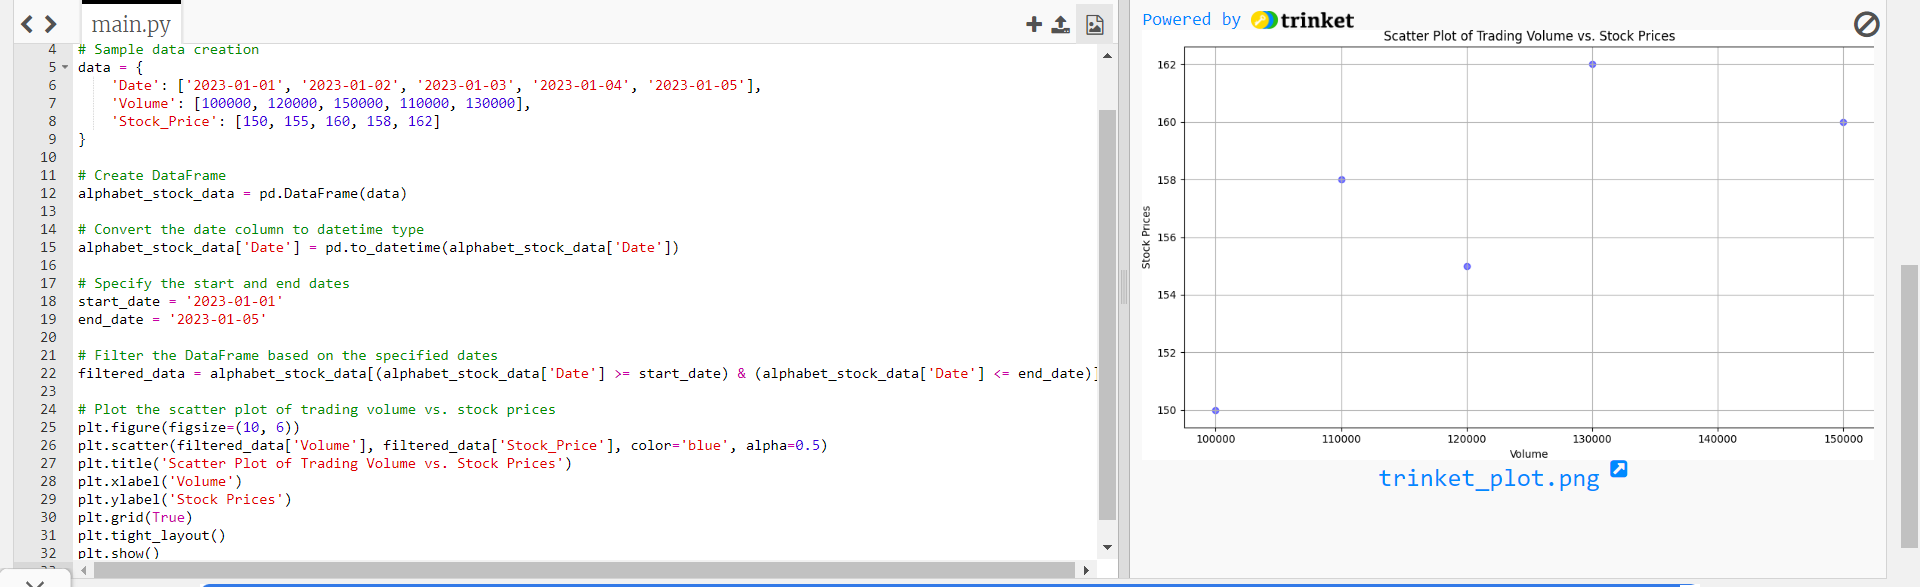 main.py
4 # Sample data creation
5 data = {
6 'Date': ['2023-01-01', '2023-01-02', '2023-01-03', '2023-01-04', '2023-01-05'],
7 'Volume': [100000, 120000, 150000, 110000, 130000],
8 'Stock_Price': [150, 155, 160, 158, 162]
9 }
10
11 # Create DataFrame
12 alphabet_stock_data = pd.DataFrame(data)
13
14 # Convert the date column to datetime type
15 alphabet_stock_data['Date'] = pd.to_datetime(alphabet_stock_data['Date'])
16
17 # Specify the start and end dates
18 start_date = '2023-01-01'
19 end_date = '2023-01-05'
20
21 # Filter the DataFrame based on the specified dates
22 filtered_data = alphabet_stock_data[(alphabet_stock_data['Date'] >= start_date) & (alphabet_stock_data['Date'] <= end_date)]
23
24 # Plot the scatter plot of trading volume vs. stock prices
25 plt.figure(figsize=(10, 6))
26 plt.scatter(filtered_data['Volume'], filtered_data['Stock_Price'], color='blue', alpha=0.5)
27 plt.title('Scatter Plot of Trading Volume vs. Stock Prices')
28 plt.xlabel('Volume')
29 plt.ylabel('Stock Prices')
30 plt.grid(True)
31 plt.tight_layout()
32 plt.show()
Powered by trinket
Scatter Plot of Trading Volume vs. Stock Prices
162
160
158
156
154
152
150
Stock Prices
100000 110000 120000 130000 140000 150000
Volume
trinket_plot.png